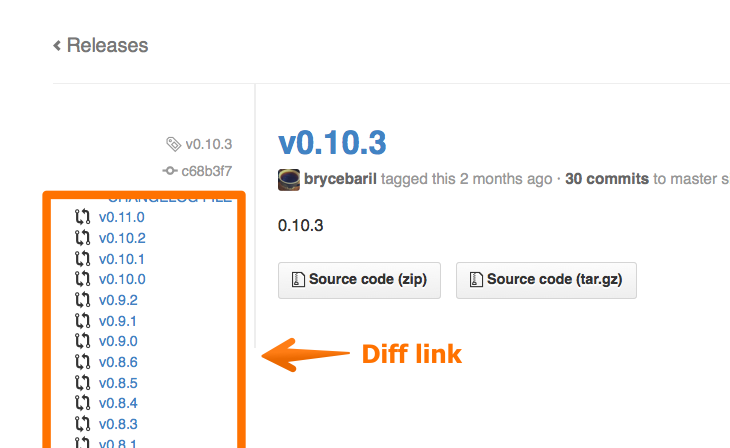 Releases
v0.10.3
c68b3f7
CHANGELOG FILE
v0.11.0
v0.10.2
v0.10.1
v0.10.0
v0.9.2
v0.9.1
v0.9.0
v0.8.6
v0.8.5
v0.8.4
v0.8.3
v0.8.1
v0.10.3
brycebaril tagged this 2 months ago · 30 commits to master s
0.10.3
Source code (zip)
Source code (tar.gz)
Diff link